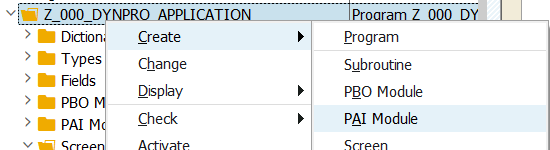 Z_000_DYNPRO_APPLICATION Program Z_000_DY
Dictio Create Program
Types Change Subroutine
Fields Display PBO Module
PBO M Check PAI Module
PAI Mo Activate Screen
Screen